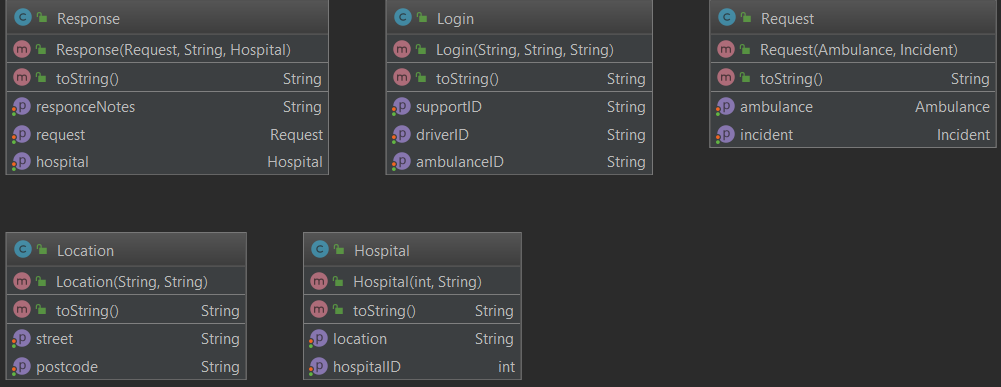 Response
Response(Request, String, Hospital)
toString() String
responceNotes String
request Request
hospital Hospital
Login
Login(String, String, String)
toString() String
supportID String
driverID String
ambulanceID String
Request
Request(Ambulance, Incident)
toString() String
ambulance Ambulance
incident Incident
Location
Location(String, String)
toString() String
street String
postcode String
Hospital
Hospital(int, String)
toString() String
location String
hospitalID int